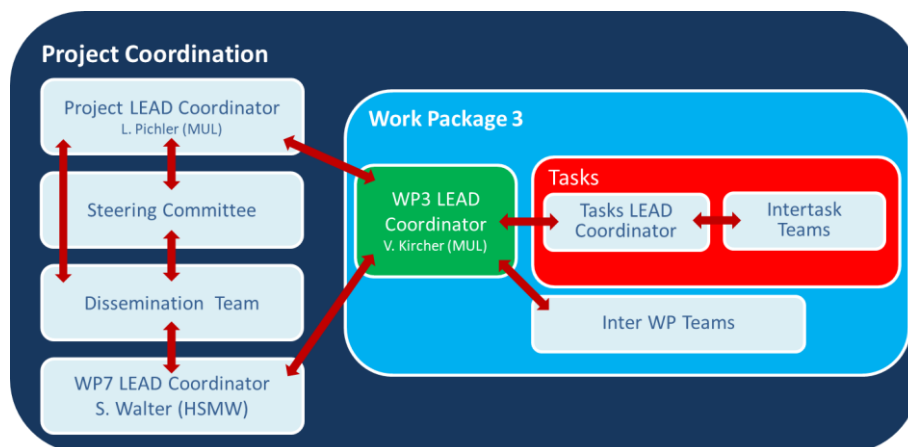 Project Coordination
Project LEAD Coordinator
L. Pichler (MUL)
Steering Committee
Dissemination Team
WP7 LEAD Coordinator
S. Walter (HSMW)
Work Package 3
WP3 LEAD
Coordinator
V. Kircher (MUL)
Tasks
Tasks LEAD
Coordinator
Intertask
Teams
Inter WP Teams